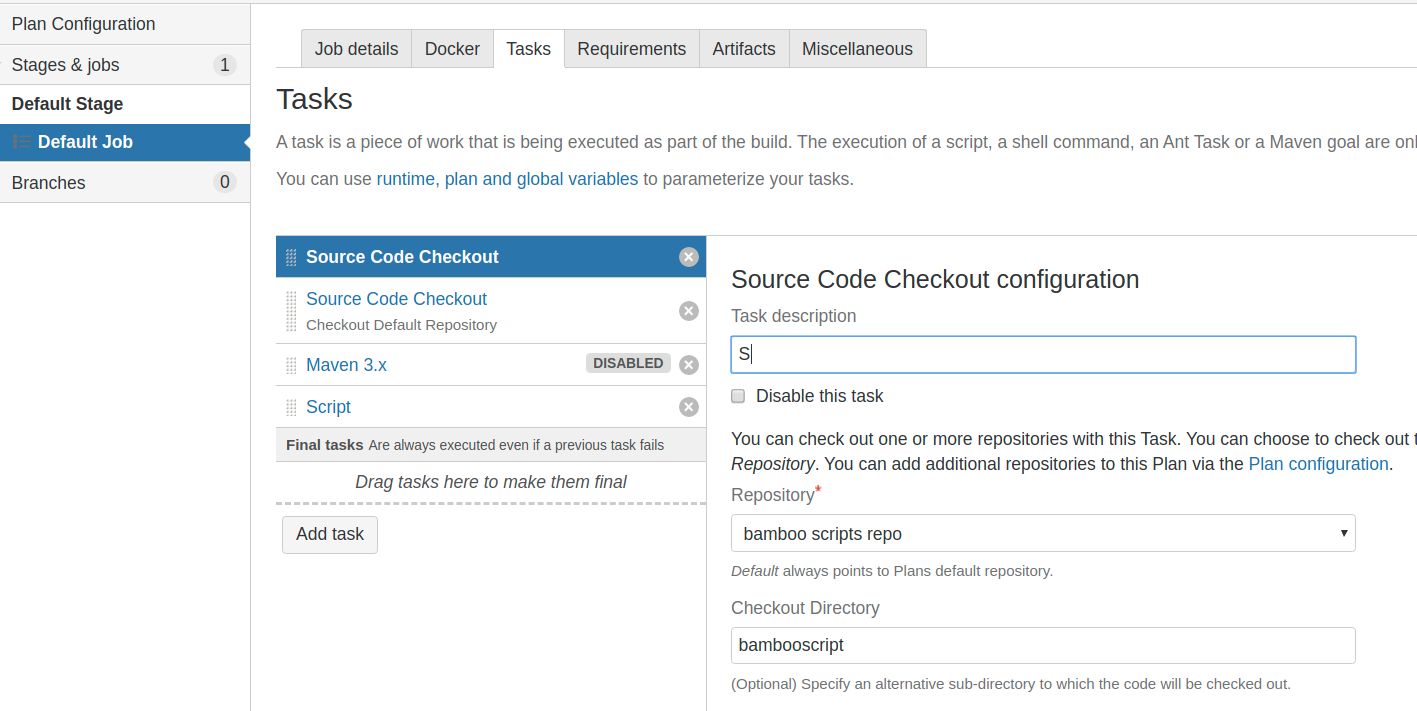 Plan Configuration
Stages & jobs 1
Default Stage
Default Job
Branches 0
Job details Docker Tasks Requirements Artifacts Miscellaneous
Tasks
A task is a piece of work that is being executed as part of the build. The execution of a script, a shell command, an Ant Task or a Maven goal are
You can use runtime, plan and global variables to parameterize your tasks.
Source Code Checkout
Source Code Checkout
Checkout Default Repository
Maven 3.x DISABLED
Script
Final tasks Are always executed even if a previous task fails
Drag tasks here to make them final
Add task
Source Code Checkout configuration
Task description
S
Disable this task
You can check out one or more repositories with this Task. You can choose to check out
Repository. You can add additional repositories to this Plan via the Plan configuration.
Repository*
bamboo scripts repo
Default always points to Plans default repository.
Checkout Directory
bambooscript
(Optional) Specify an alternative sub-directory to which the code will be checked out.